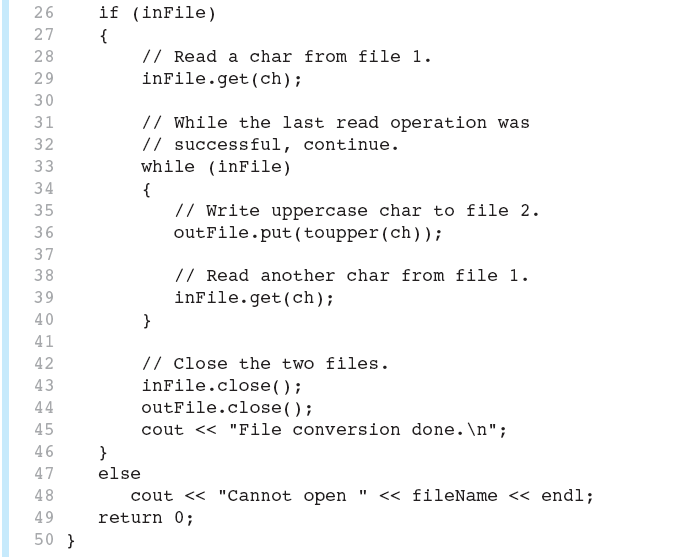 26    if (inFile)
27    {
28        // Read a char from file 1.
29        inFile.get(ch);
30
31        // While the last read operation was
32        // successful, continue.
33        while (inFile)
34        {
35           // Write uppercase char to file 2.
36           outFile.put(toupper(ch));
37
38           // Read another char from file 1.
39           inFile.get(ch);
40        }
41
42        // Close the two files.
43        inFile.close();
44        outFile.close();
45        cout << "File conversion done.\n";
46    }
47    else
48       cout << "Cannot open " << fileName << endl;
49    return 0;
50 }